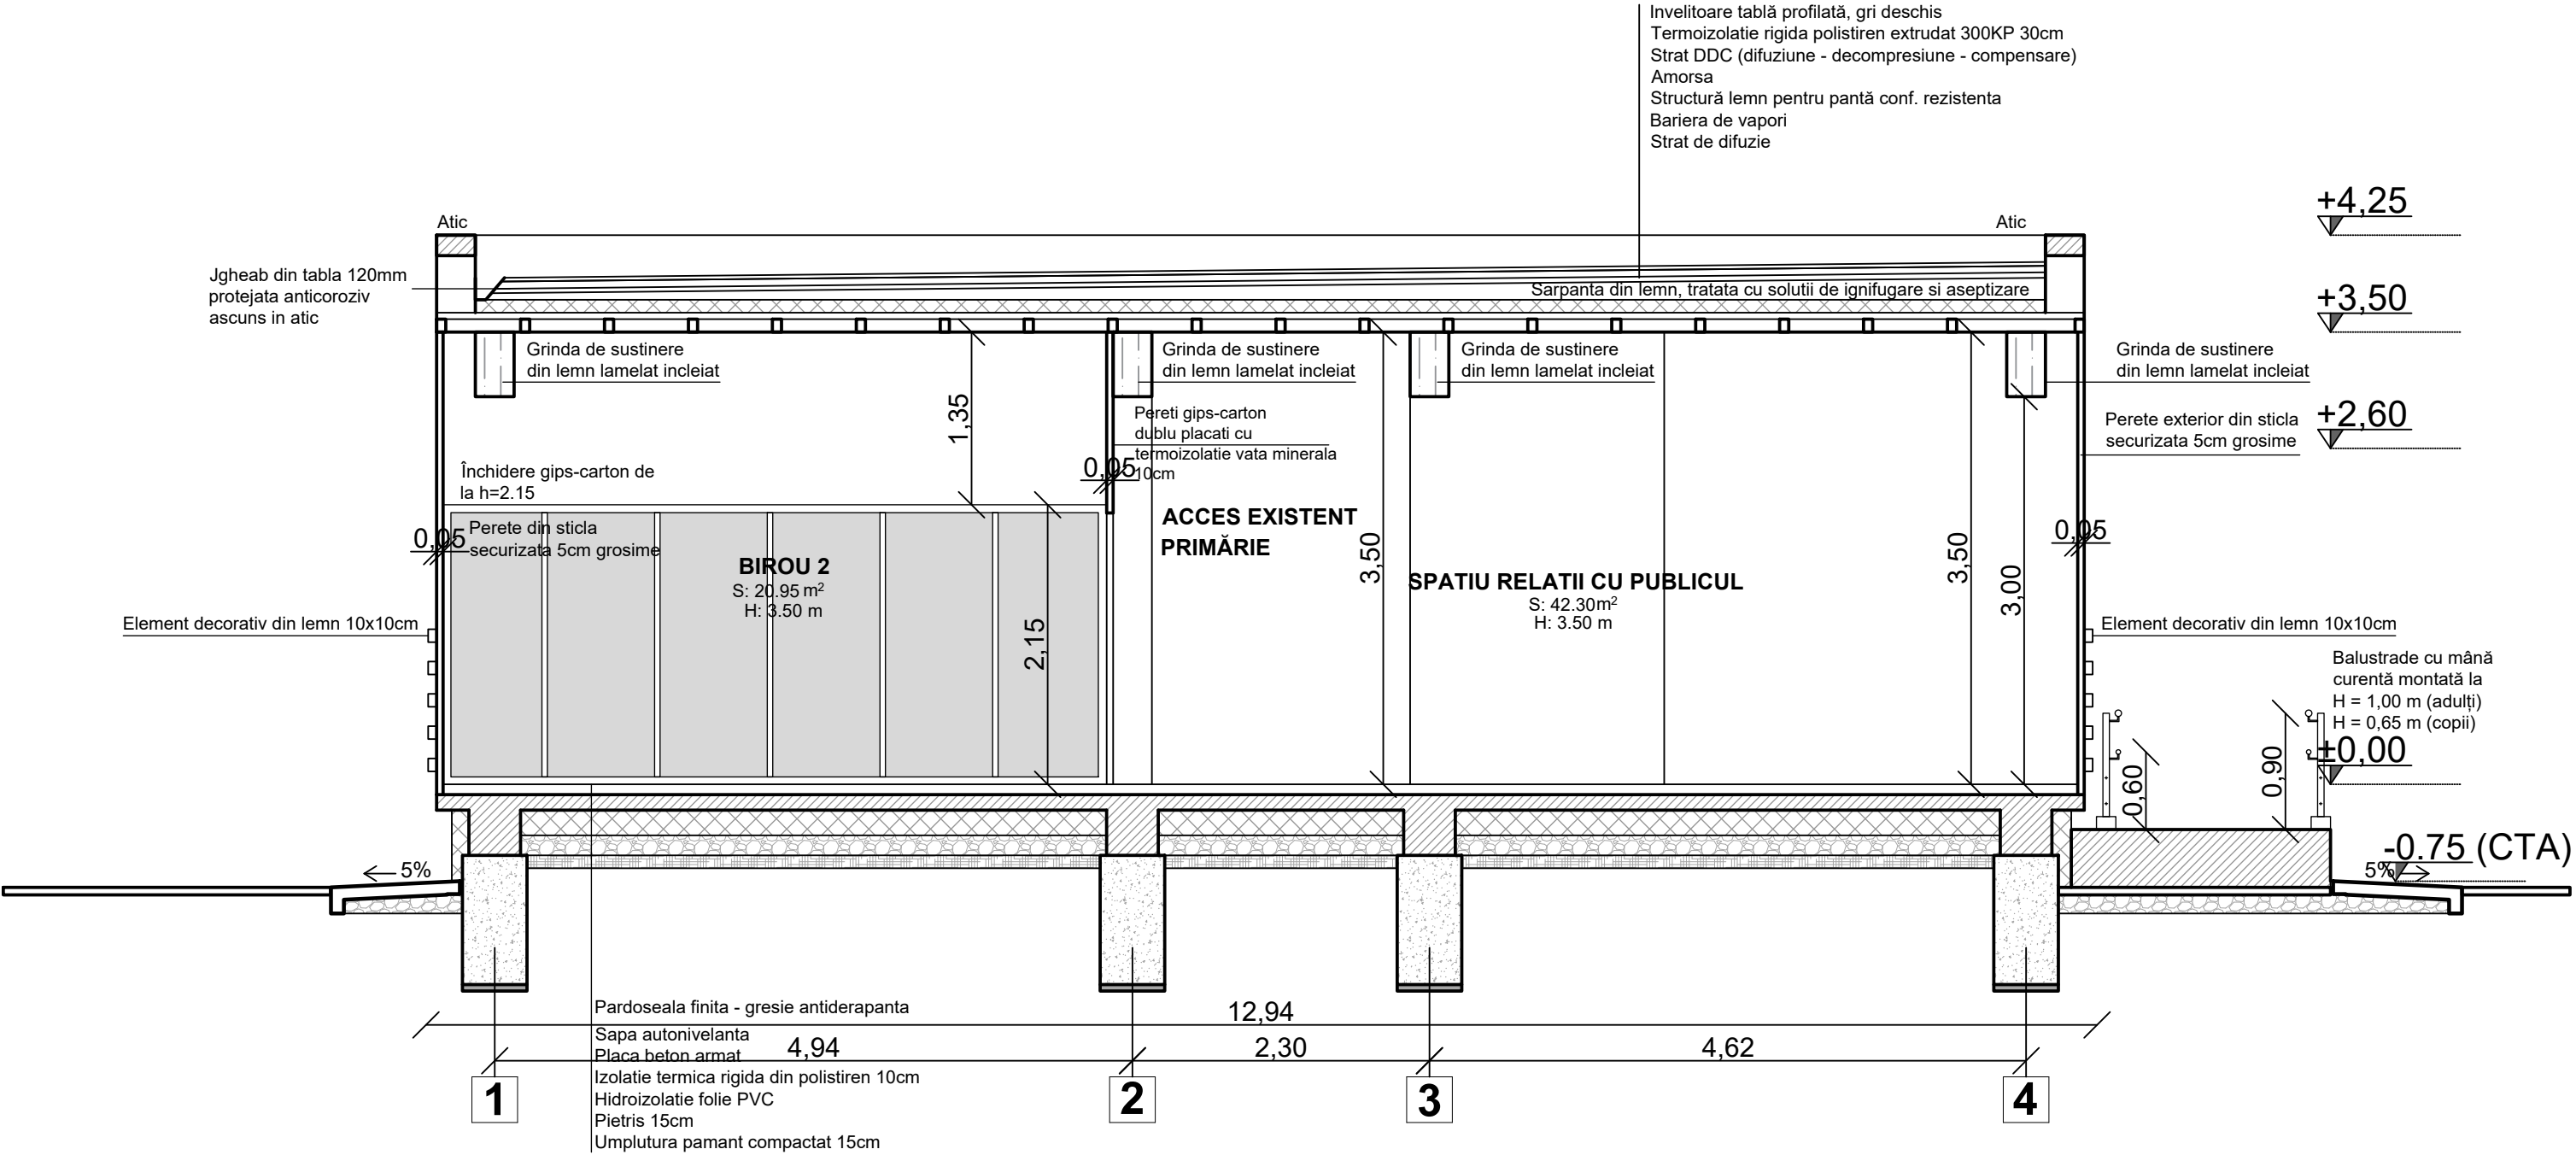 Invelitoare tablă profilată, gri deschis
Termoizolatie rigida polistiren extrudat 300KP 30cm
Strat DDC (difuziune - decompresiune - compensare)
Amorsa
Structură lemn pentru pantă conf. rezistenta
Bariera de vapori
Strat de difuzie
+4,25
Atic
Atic
Jgheab din tabla 120mm
protejata anticoroziv
ascuns in atic
Sarpanta din lemn, tratata cu solutii de ignifugare si aseptizare
+3,50
Grinda de sustinere
din lemn lamelat incleiat
Grinda de sustinere
din lemn lamelat incleiat
Grinda de sustinere
din lemn lamelat incleiat
Grinda de sustinere
din lemn lamelat incleiat
1,35
Pereti gips-carton
dublu placati cu
termoizolatie vata minerala
10cm
0,05
Perete exterior din sticla
securizata 5cm grosime
+2,60
Închidere gips-carton de
la h=2.15
Perete din sticla
securizata 5cm grosime
0,05
BIROU 2
S: 20.95 m²
H: 3.50 m
2,15
ACCES EXISTENT
PRIMĂRIE
3,50
SPATIU RELATII CU PUBLICUL
S: 42.30m²
H: 3.50 m
3,50
3,00
0,05
Element decorativ din lemn 10x10cm
Element decorativ din lemn 10x10cm
Balustrade cu mână
curentă montată la
H = 1,00 m (adulți)
H = 0,65 m (copii)
±0,00
0,60
0,90
-0.75 (CTA)
5%
5%
Pardoseala finita - gresie antiderapanta
Sapa autonivelanta
Placa beton armat
Izolatie termica rigida din polistiren 10cm
Hidroizolatie folie PVC
Pietris 15cm
Umplutura pamant compactat 15cm
12,94
4,94
2,30
4,62
1
2
3
4